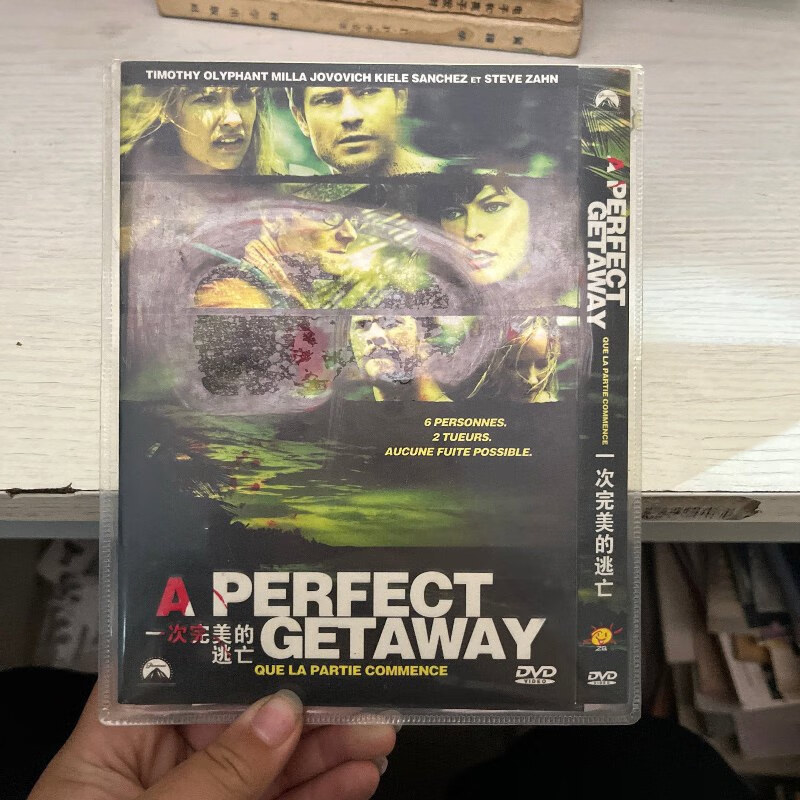 TIMOTHY OLYPHANT MILLA JOVOVICH KIELE SANCHEZ ET STEVE ZAHN
6 PERSONNES.
2 TUEURS.
AUCUNE FUITE POSSIBLE.
A PERFECT
GETAWAY
一次完美的
逃亡
QUE LA PARTIE COMMENCE
DVD
VIDEO
A PERFECT
GETAWAY
QUE LA PARTIE COMMENCE
一次完美的逃亡
DVD
VIDEO